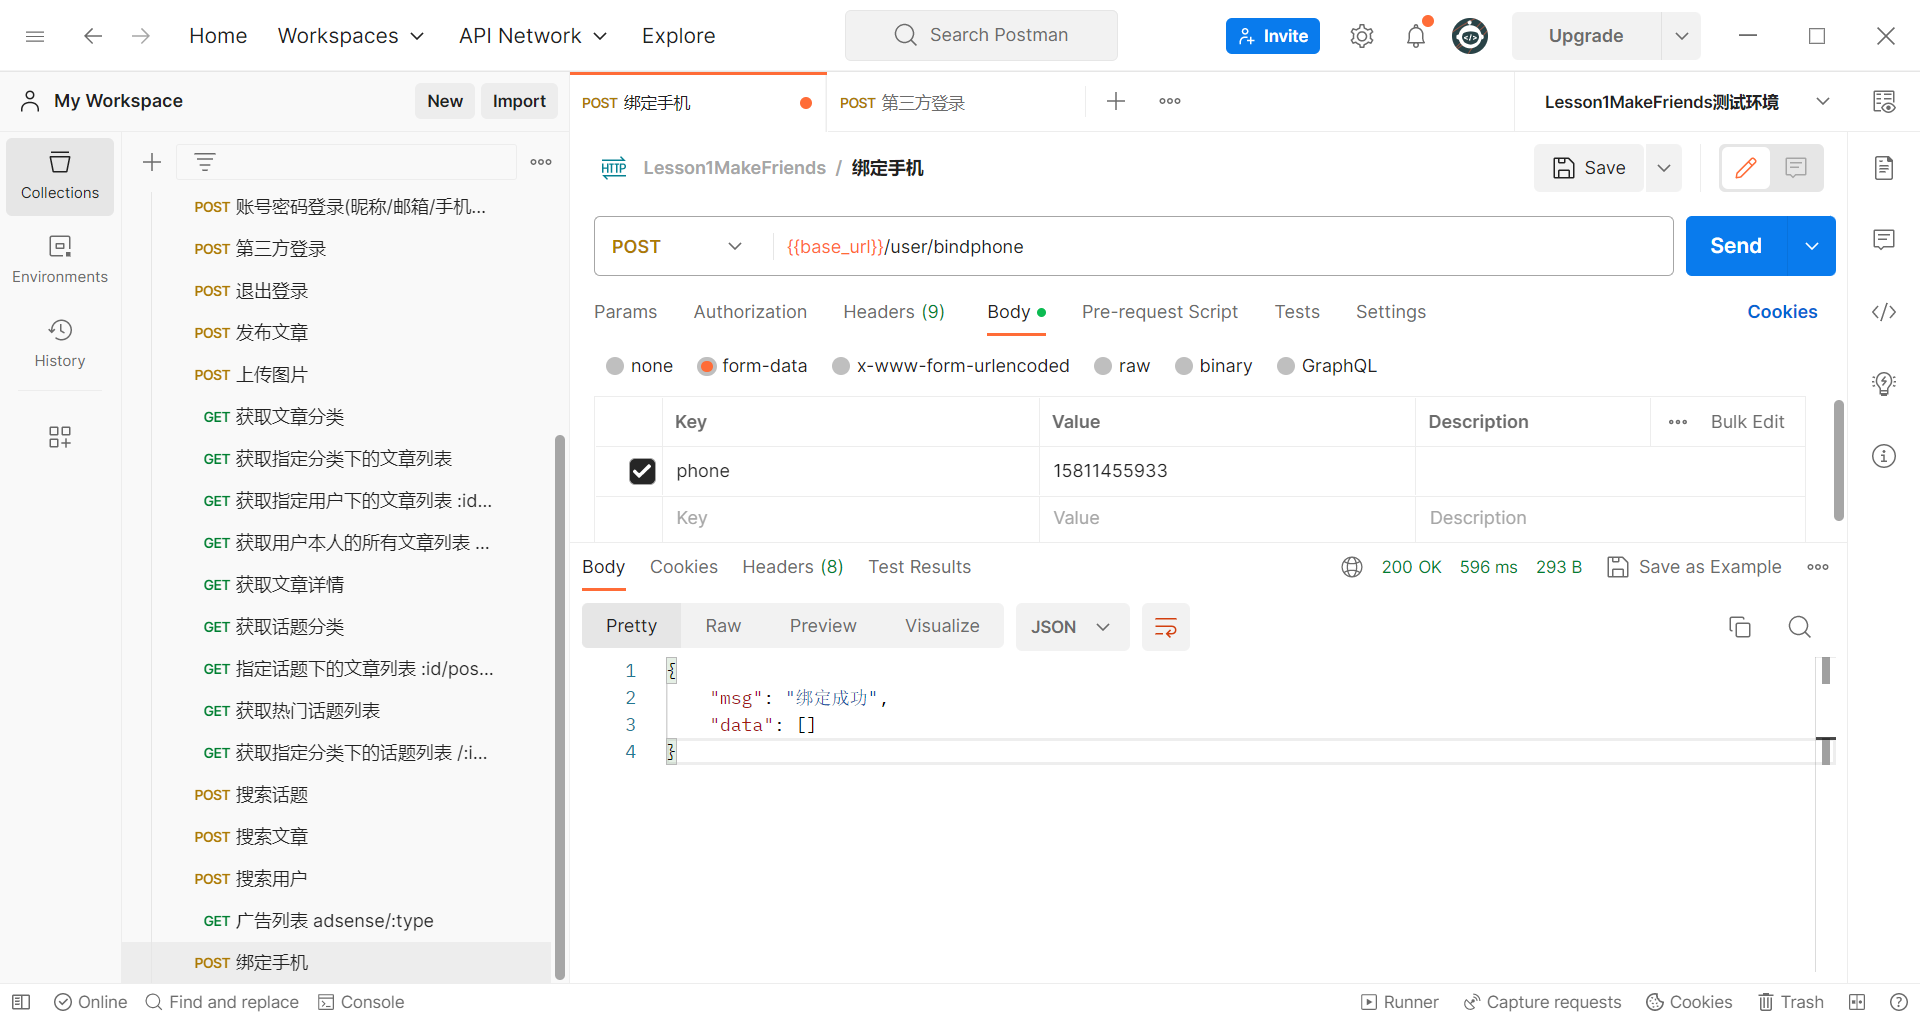 Home
Workspaces
API Network
Explore
Search Postman
Invite
Upgrade
My Workspace
New
Import
POST 绑定手机
POST 第三方登录
Lesson1MakeFriends测试环境
Collections
Environments
History
POST 账号密码登录(昵称/邮箱/手机...
POST 第三方登录
POST 退出登录
POST 发布文章
POST 上传图片
GET 获取文章分类
GET 获取指定分类下的文章列表
GET 获取指定用户下的文章列表 :id...
GET 获取用户本人的所有文章列表 ...
GET 获取文章详情
GET 获取话题分类
GET 指定话题下的文章列表 :id/pos...
GET 获取热门话题列表
GET 获取指定分类下的话题列表 /:i...
POST 搜索话题
POST 搜索文章
POST 搜索用户
GET 广告列表 adsense/:type
POST 绑定手机
HTTP Lesson1MakeFriends / 绑定手机
Save
POST
{{base_url}}/user/bindphone
Send
Params
Authorization
Headers (9)
Body
Pre-request Script
Tests
Settings
Cookies
none
form-data
x-www-form-urlencoded
raw
binary
GraphQL
Key
Value
Description
Bulk Edit
phone
15811455933
Key
Value
Description
Body
Cookies
Headers (8)
Test Results
200 OK
596 ms
293 B
Save as Example
Pretty
Raw
Preview
Visualize
JSON
1 {
2 "msg": "绑定成功",
3 "data": []
4 }
Online
Find and replace
Console
Runner
Capture requests
Cookies
Trash